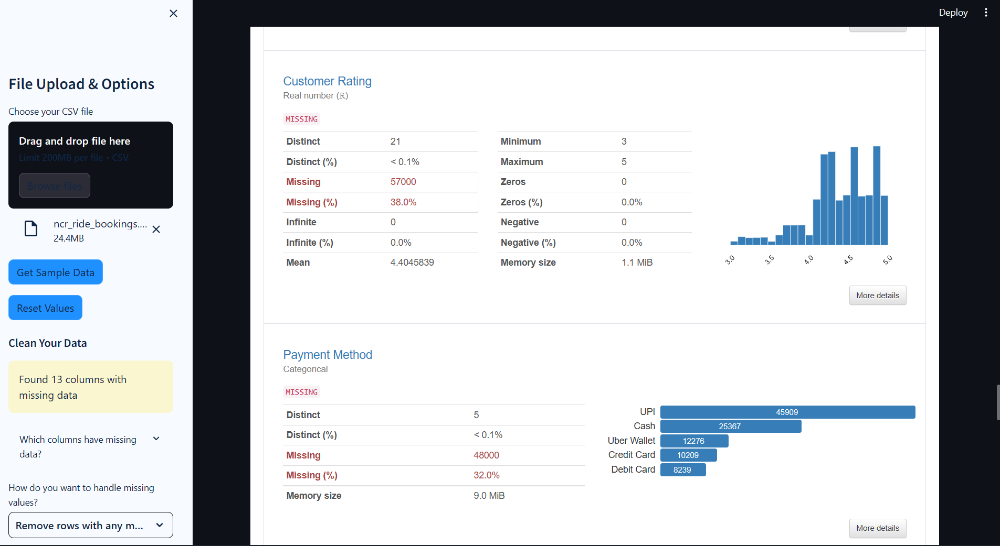 Deploy
File Upload & Options
Choose your CSV file
Drag and drop file here
Limit 200MB per file • CSV
Browse files
ncr_ride_bookings....
24.4MB
Get Sample Data
Reset Values
Clean Your Data
Found 13 columns with
missing data
Which columns have missing
data?
How do you want to handle missing
values?
Remove rows with any m...
Customer Rating
Real number (ℝ)
MISSING
Distinct 21
Distinct (%) < 0.1%
Missing 57000
Missing (%) 38.0%
Infinite 0
Infinite (%) 0.0%
Mean 4.4045839
Minimum 3
Maximum 5
Zeros 0
Zeros (%) 0.0%
Negative 0
Negative (%) 0.0%
Memory size 1.1 MiB
3.0 3.5 4.0 4.5 5.0
More details
Payment Method
Categorical
MISSING
Distinct 5
Distinct (%) < 0.1%
Missing 48000
Missing (%) 32.0%
Memory size 9.0 MiB
UPI 45909
Cash 25367
Uber Wallet 12276
Credit Card 10209
Debit Card 8239
More details